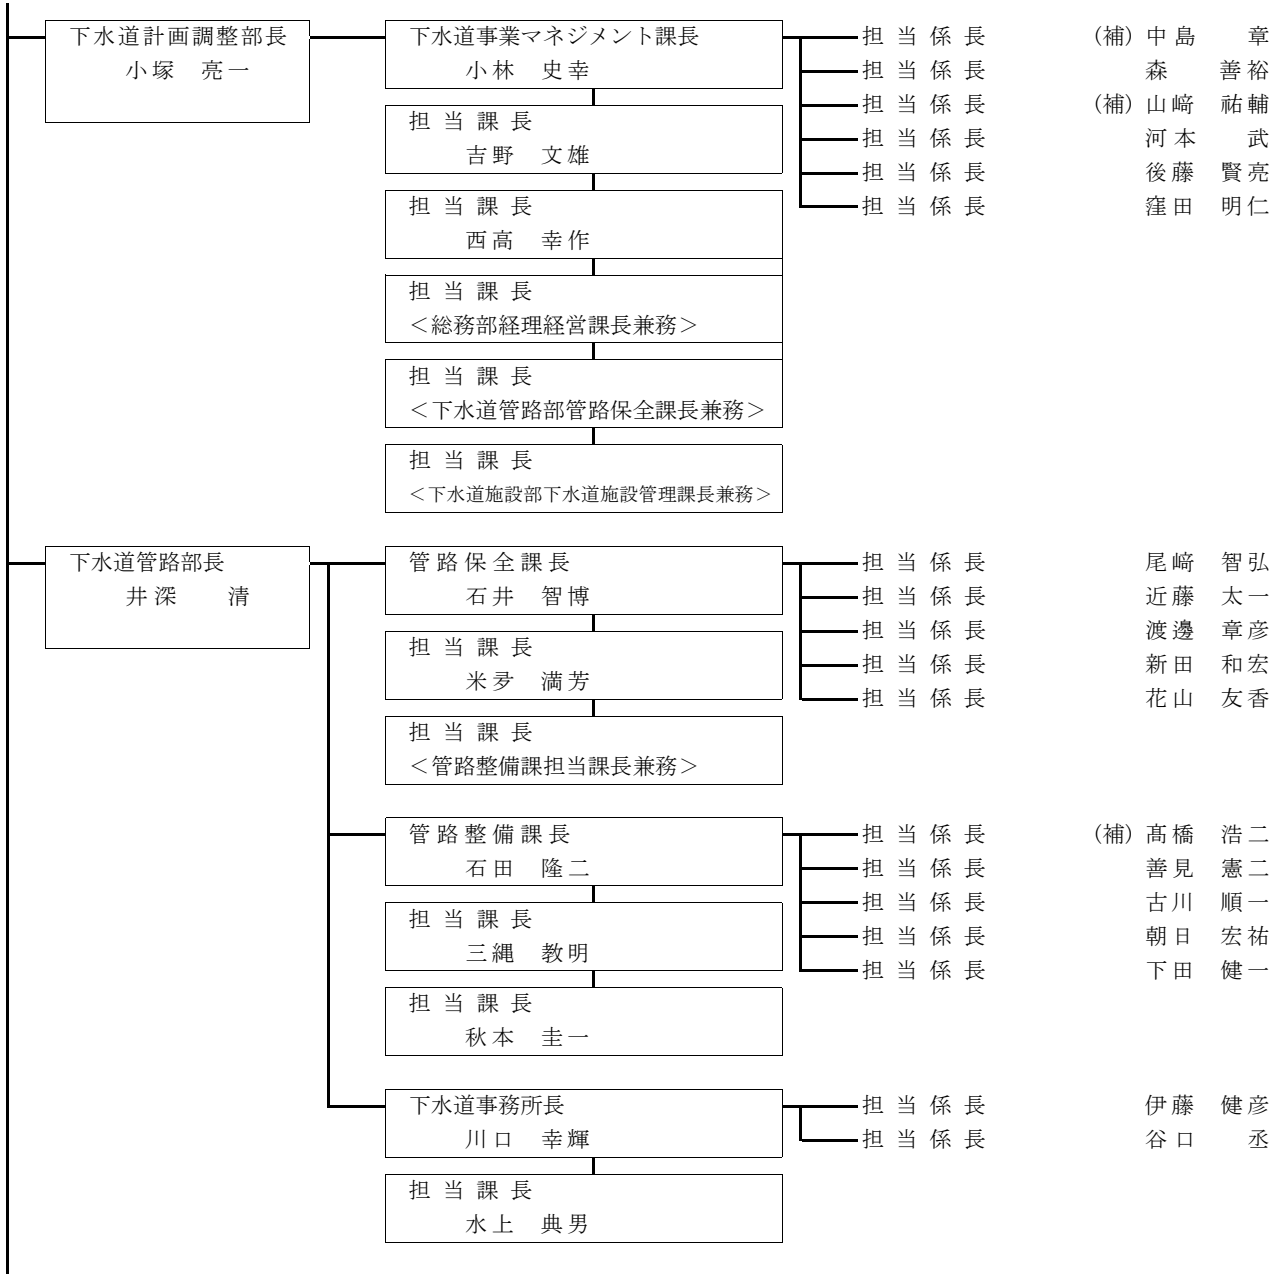 下水道計画調整部長
小塚 亮一
下水道事業マネジメント課長
小林 史幸
担当課長
吉野 文雄
担当課長
西高 幸作
担当課長
<総務部経理経営課長兼務>
担当課長
<下水道管路部管路保全課長兼務>
担当課長
<下水道施設部下水道施設管理課長兼務>
担当係長 (補) 中島 章
担当係長 森 善裕
担当係長 (補) 山﨑 祐輔
担当係長 河本 武
担当係長 後藤 賢亮
担当係長 窪田 明仁
下水道管路部長
井深 清
管路保全課長
石井 智博
担当課長
米夛 満芳
担当課長
<管路整備課担当課長兼務>
担当係長 尾﨑 智弘
担当係長 近藤 太一
担当係長 渡邊 章彦
担当係長 新田 和宏
担当係長 花山 友香
管路整備課長
石田 隆二
担当課長
三縄 教明
担当課長
秋本 圭一
担当係長 (補) 髙橋 浩二
担当係長 善見 憲二
担当係長 古川 順一
担当係長 朝日 宏祐
担当係長 下田 健一
下水道事務所長
川口 幸輝
担当課長
水上 典男
担当係長 伊藤 健彦
担当係長 谷口 丞